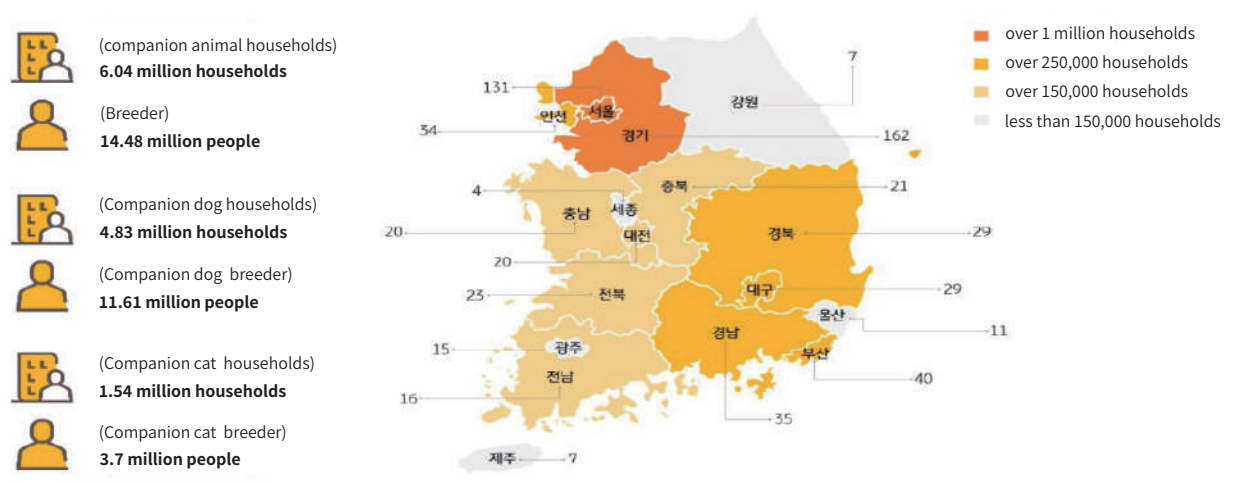 (companion animal households)
6.04 million households
(Breeder)
14.48 million people
(Companion dog households)
4.83 million households
(Companion dog breeder)
11.61 million people
(Companion cat households)
1.54 million households
(Companion cat breeder)
3.7 million people
over 1 million households
over 250,000 households
over 150,000 households
less than 150,000 households
7
강원
131
서울
인천
34
경기
162
충북
21
4
세종
충남
20
대전
20
경북
29
전북
23
대구
29
울산
11
경남
부산
40
35
광주
15
전남
16
제주
7